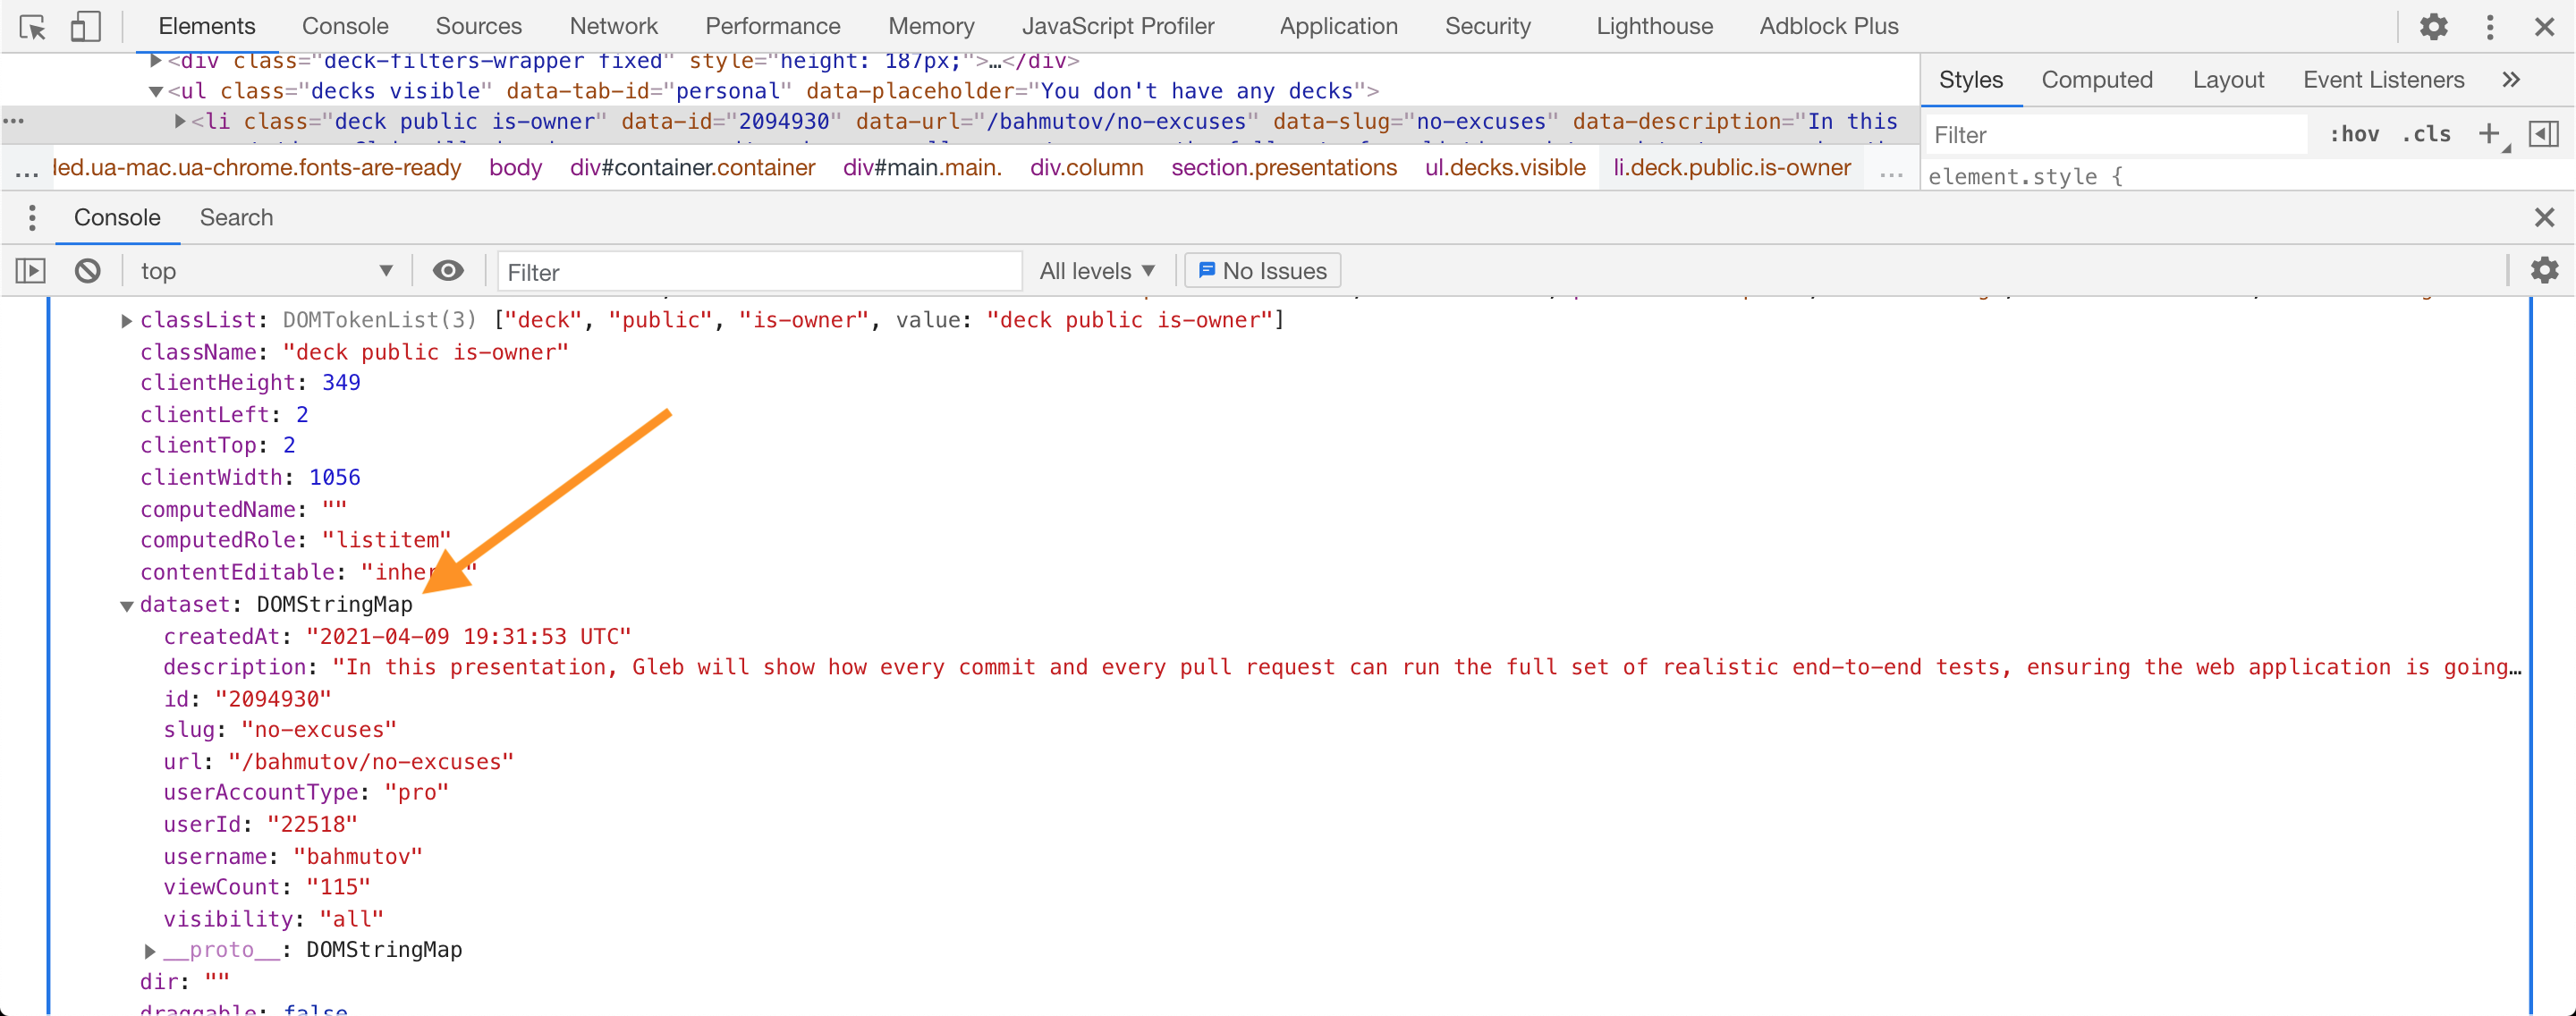 Elements Console Sources Network Performance Memory JavaScript Profiler Application Security Lighthouse Adblock Plus
<div class="deck-filters-wrapper fixed" style="height: 187px;">…</div>
<ul class="decks visible" data-tab-id="personal" data-placeholder="You don't have any decks">
<li class="deck public is-owner" data-id="2094930" data-url="/bahmutov/no-excuses" data-slug="no-excuses" data-description="In this
Styles Computed Layout Event Listeners »
Filter :hov .cls +
... led.ua-mac.ua-chrome.fonts-are-ready body div#container.container div#main.main. div.column section.presentations ul.decks.visible li.deck.public.is-owner ...
element.style {
Console Search
top Filter All levels No Issues
classList: DOMTokenList(3) ["deck", "public", "is-owner", value: "deck public is-owner"]
className: "deck public is-owner"
clientHeight: 349
clientLeft: 2
clientTop: 2
clientWidth: 1056
computedName: ""
computedRole: "listitem"
contentEditable:
dataset: DOMStringMap
createdAt: "2021-04-09 19:31:53 UTC"
description: "In this presentation, Gleb will show how every commit and every pull request can run the full set of realistic end-to-end tests, ensuring the web application is going…
id: "2094930"
slug: "no-excuses"
url: "/bahmutov/no-excuses"
userAccountType: "pro"
userId: "22518"
username: "bahmutov"
viewCount: "115"
visibility: "all"
__proto__: DOMStringMap
dir: ""
draggable: false